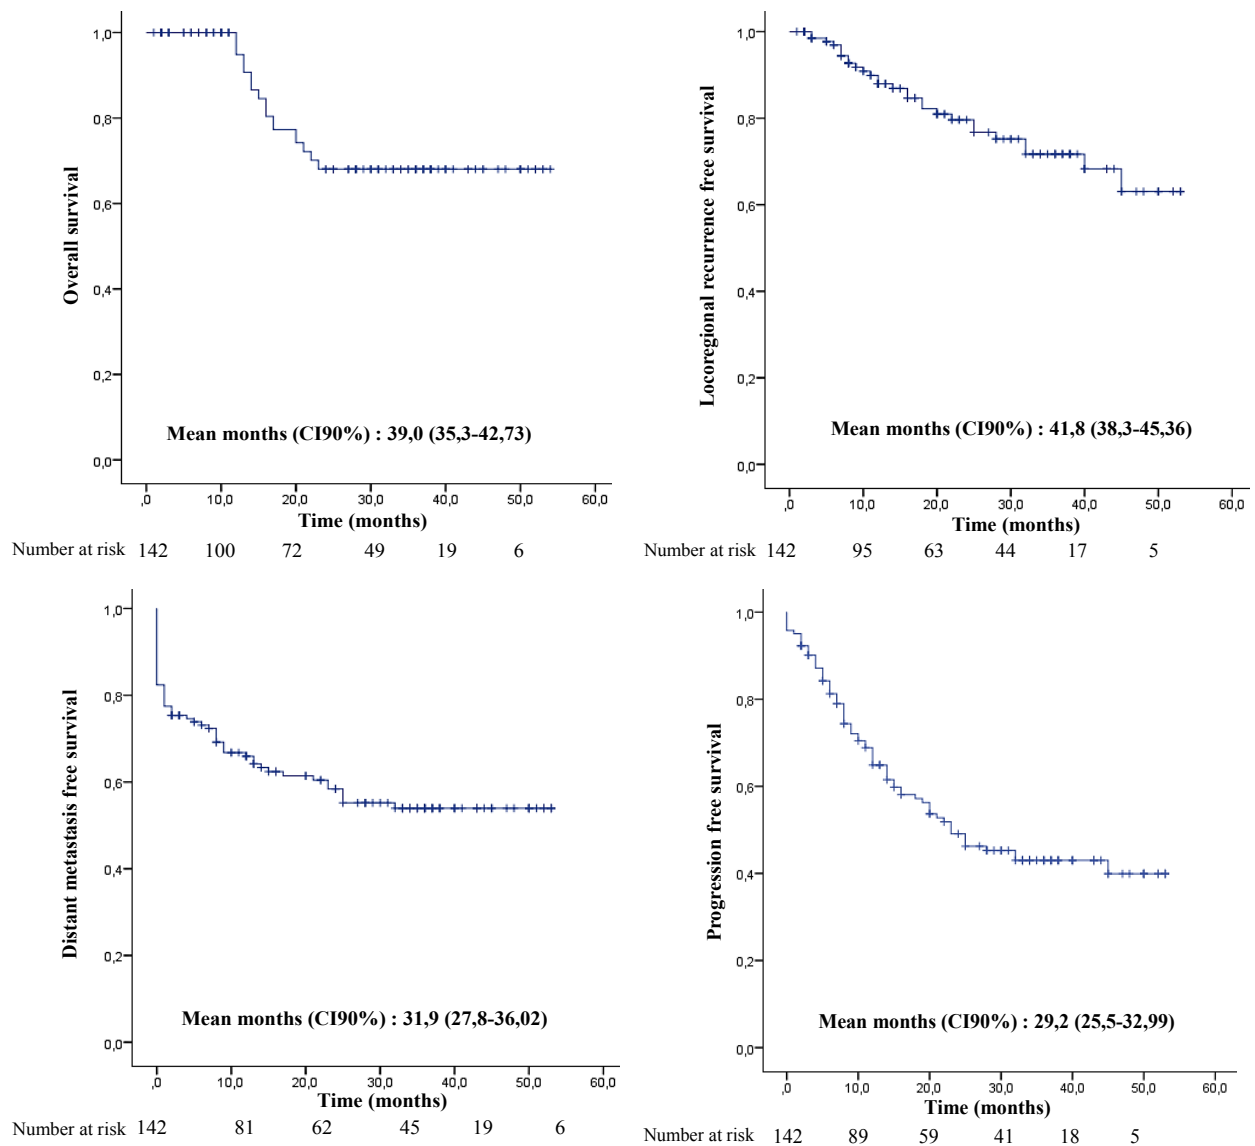 Overall survival
1,0
0,8
0,6
0,4
0,2
0,0
Mean months (CI90%) : 39,0 (35,3-42,73)
,0 10,0 20,0 30,0 40,0 50,0 60,0
Time (months)
Number at risk 142 100 72 49 19 6
Locoregional recurrence free survival
1,0
0,8
0,6
0,4
0,2
0,0
Mean months (CI90%) : 41,8 (38,3-45,36)
,0 10,0 20,0 30,0 40,0 50,0 60,0
Time (months)
Number at risk 142 95 63 44 17 5
Distant metastasis free survival
1,0
0,8
0,6
0,4
0,2
0,0
Mean months (CI90%) : 31,9 (27,8-36,02)
,0 10,0 20,0 30,0 40,0 50,0 60,0
Time (months)
Number at risk 142 81 62 45 19 6
Progression free survival
1,0
0,8
0,6
0,4
0,2
0,0
Mean months (CI90%) : 29,2 (25,5-32,99)
,0 10,0 20,0 30,0 40,0 50,0 60,0
Time (months)
Number at risk 142 89 59 41 18 5